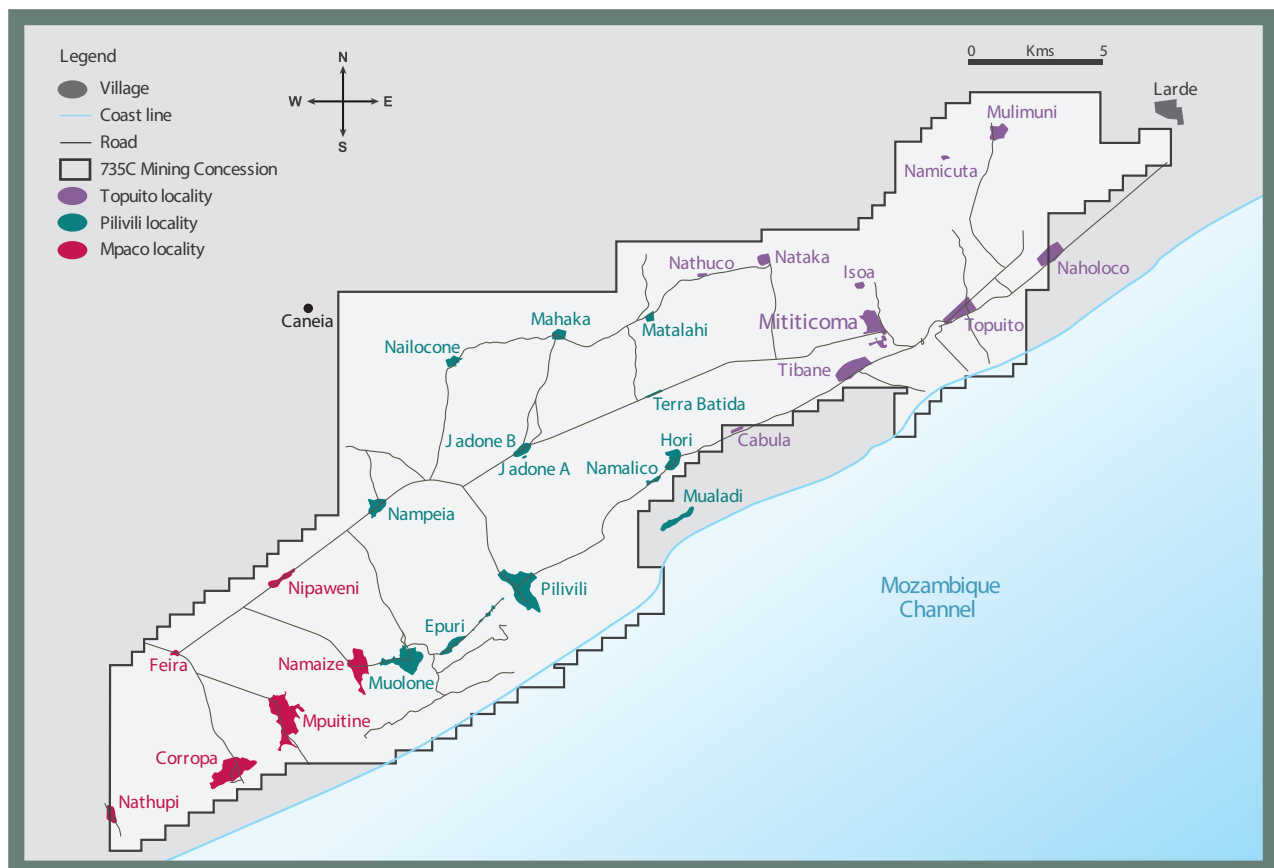 Legend
Village
Coast line
Road
735C Mining Concession
Topuito locality
Pilivili locality
Mpaco locality
N
W
E
S
0 Kms 5
Larde
Mulimuni
Namicuta
Naholoco
Nataka
Nathuco
Isoa
Caneia
Mahaka
Matalahi
Mititicoma
Topuito
Nailocone
Tibane
Terra Batida
Jadone B
Jadone A
Hori
Cabula
Namalico
Mualadi
Nampeia
Nipaweni
Pilivili
Mozambique
Channel
Epuri
Feira
Namaize
Muolone
Mpuitine
Corropa
Nathupi